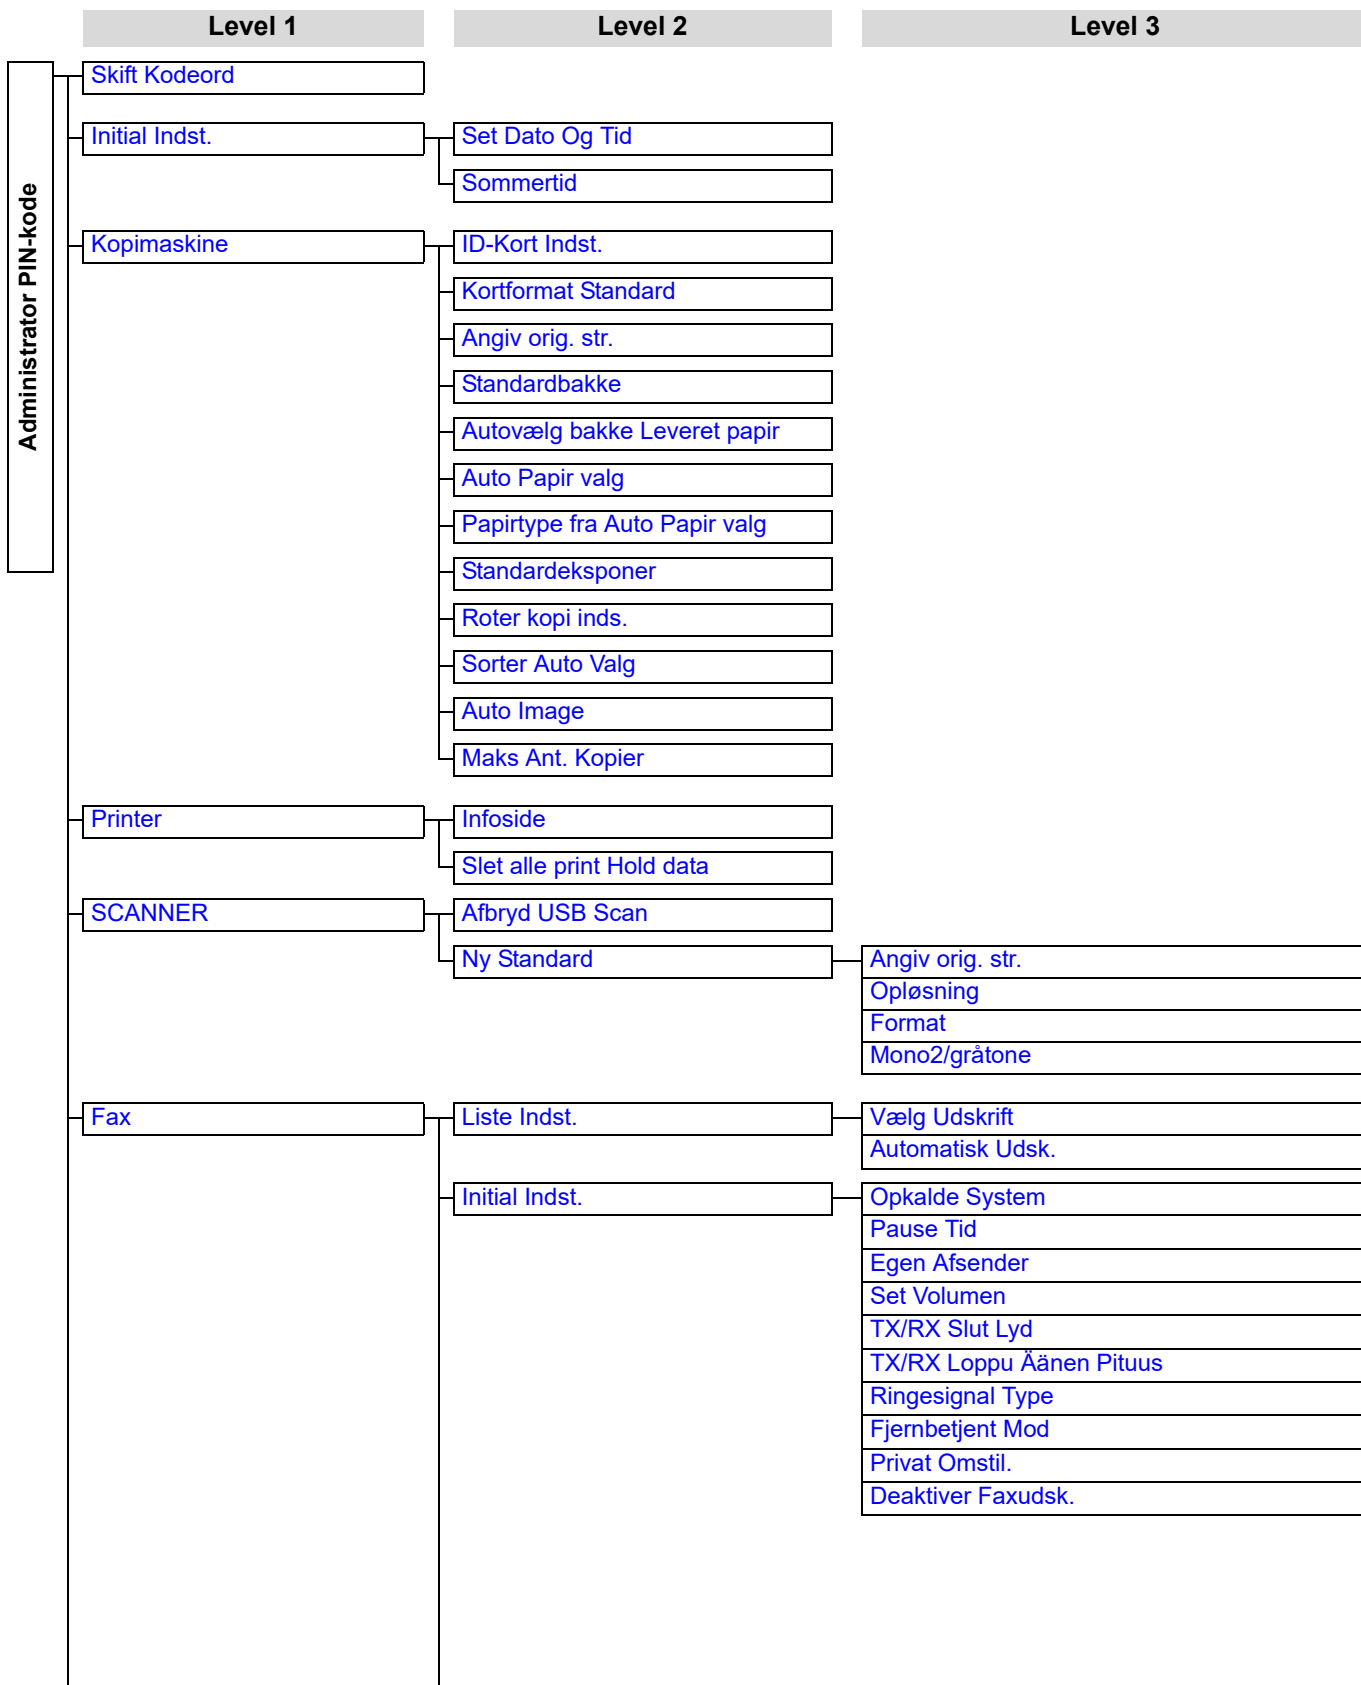 Level 1
Level 2
Level 3
Administrator PIN-kode
Skift Kodeord
Initial Indst.
Set Dato Og Tid
Sommertid
Kopimaskine
ID-Kort Indst.
Kortformat Standard
Angiv orig. str.
Standardbakke
Autovælg bakke Leveret papir
Auto Papir valg
Papirtype fra Auto Papir valg
Standardeksponer
Roter kopi inds.
Sorter Auto Valg
Auto Image
Maks Ant. Kopier
Printer
Infoside
Slet alle print Hold data
SCANNER
Afbryd USB Scan
Ny Standard
Angiv orig. str.
Opløsning
Format
Mono2/gråtone
Fax
Liste Indst.
Vælg Udskrift
Automatisk Udsk.
Initial Indst.
Opkalde System
Pause Tid
Egen Afsender
Set Volumen
TX/RX Slut Lyd
TX/RX Loppu Äänen Pituus
Ringesignal Type
Fjernbetjent Mod
Privat Omstil.
Deaktiver Faxudsk.